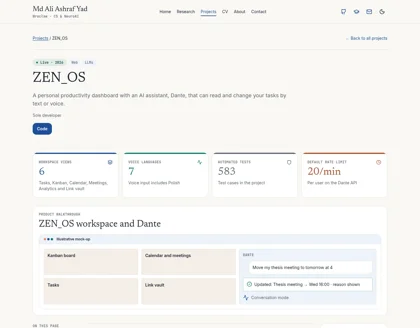 Md Ali Ashraf Yad
Home Research Projects CV About Contact
Projects / ZEN_OS
← Back to all projects
Live · 2026 Web LLMs
ZEN_OS
A personal productivity dashboard with an AI assistant, Dante, that can read and change your tasks by
text or voice.
Solo developer
Code
WORKSPACE VIEWS
6
Tasks, Kanban, Calendar, Meetings,
Analytics and Link vault
VOICE LANGUAGES
7
Voice input includes Polish
AUTOMATED TESTS
583
Test cases in the project
DEFAULT RATE LIMIT
20/min
Per user on the Dante API
PRODUCT WALKTHROUGH
ZEN_OS workspace and Dante
Illustrative mock-up
Kanban board
Calendar and meetings
Tasks
Link vault
DANTE
Move my thesis meeting to tomorrow at 4
Updated: Thesis meeting → Wed 16:00 · reason shown
Conversation mode
ON THIS PAGE